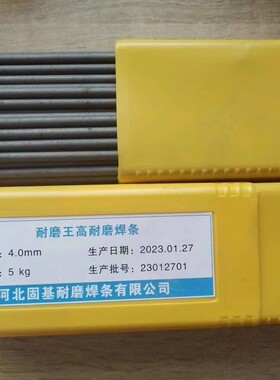 耐磨王高耐磨焊条
: 4.0mm 生产日期: 2023.01.27
: 5 kg 生产批号: 23012701
河北固基耐磨焊条有限公司